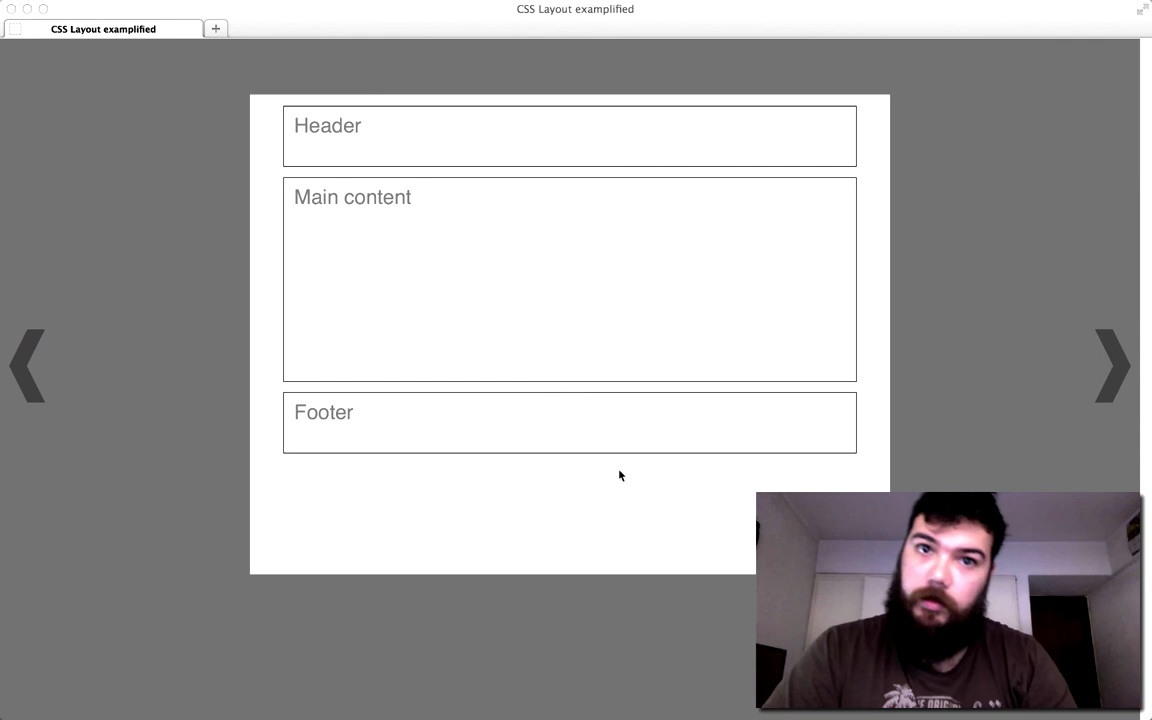 CSS Layout examplified
CSS Layout examplified
Header
Main content
Footer